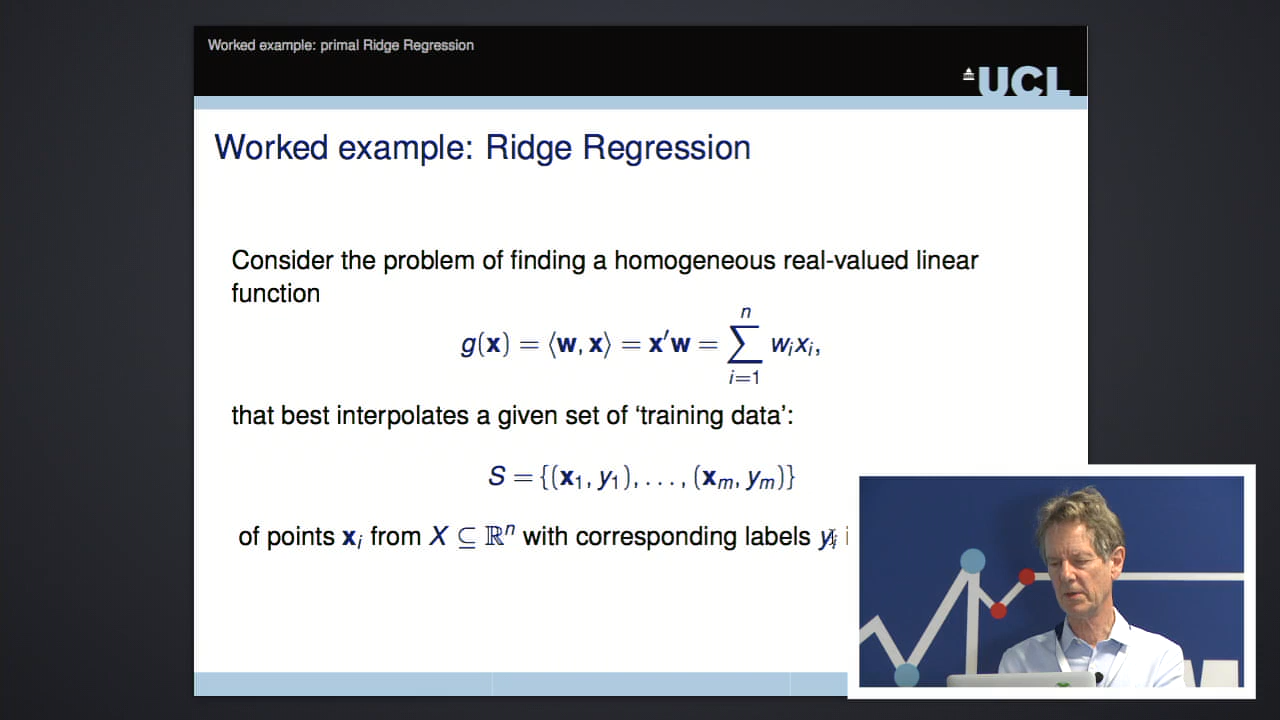 Worked example: primal Ridge Regression
UCL
Worked example: Ridge Regression
Consider the problem of finding a homogeneous real-valued linear
function
g(x) = ⟨w, x⟩ = x′w = ∑ⁿᵢ₌₁ wᵢxᵢ,
that best interpolates a given set of ‘training data’:
S = {(x₁, y₁), . . . , (xₘ, yₘ)}
of points xᵢ from X ⊆ ℝⁿ with corresponding labels yᵢ